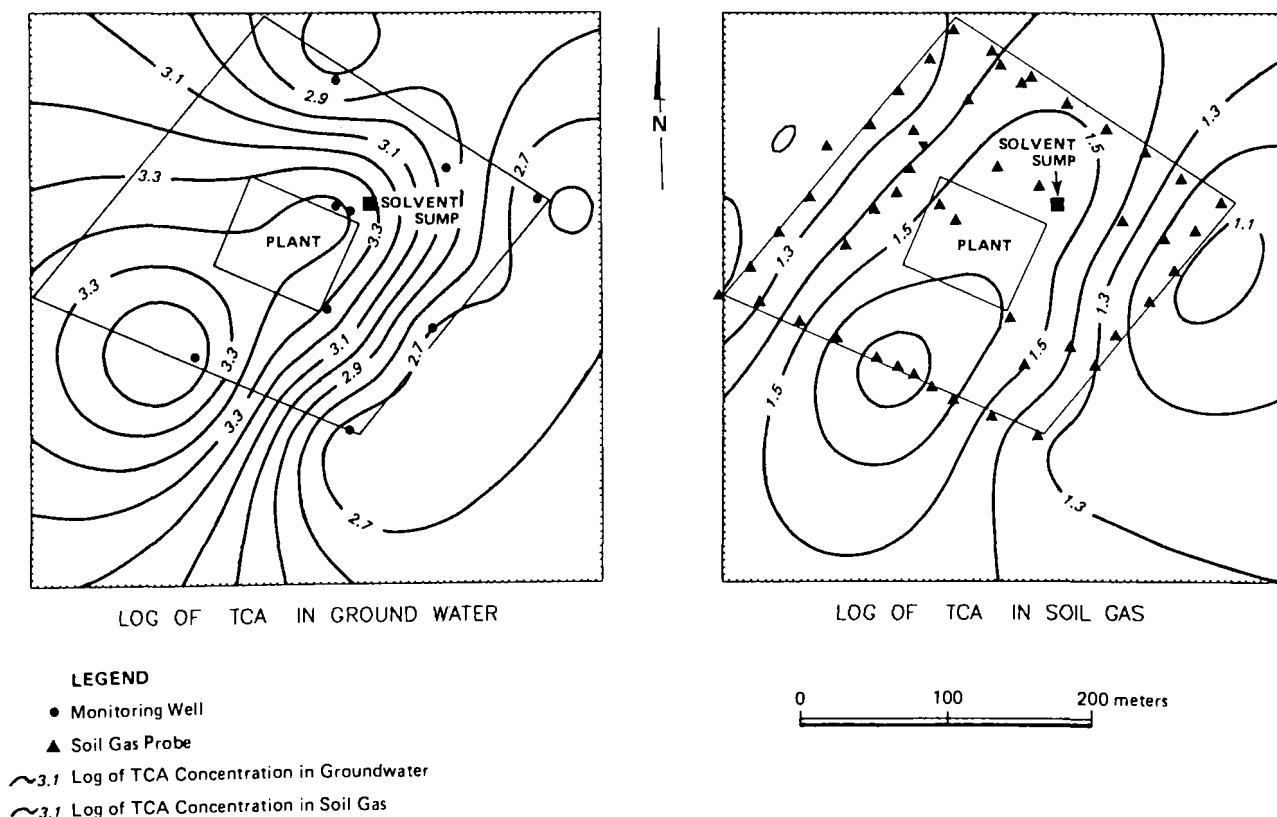 3.1
2.9
3.1
3.3
2.7
SOLVENT
SUMP
3.3
PLANT
3.3
3.3
3.1
2.9
2.7
3.3
2.7
LOG OF TCA IN GROUND WATER
N
1.3
1.5
1.3
SOLVENT
SUMP
1.5
PLANT
1.1
1.3
1.3
1.5
1.5
1.3
LOG OF TCA IN SOIL GAS
LEGEND
Monitoring Well
Soil Gas Probe
3.1 Log of TCA Concentration in Groundwater
3.1 Log of TCA Concentration in Soil Gas
0 100 200 meters